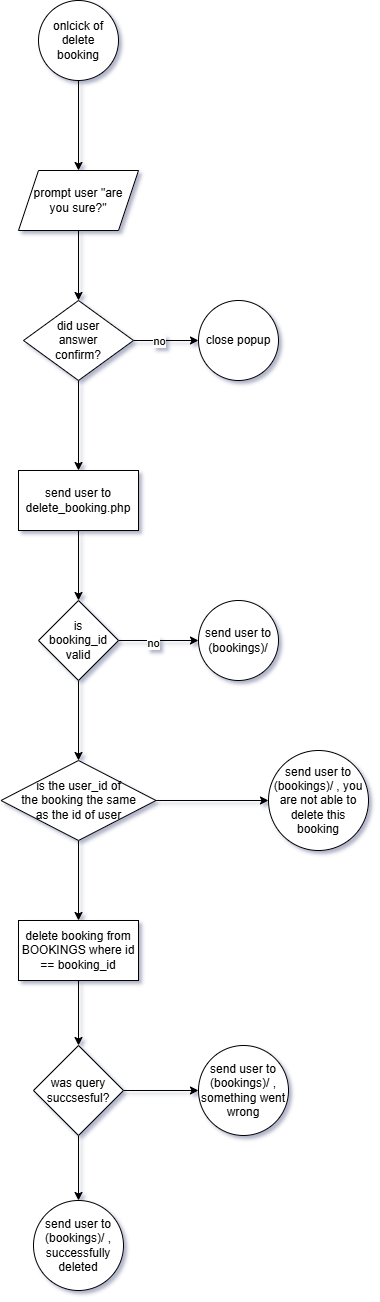 onlcick of
delete
booking
prompt user "are
you sure?"
did user
answer
confirm?
no
close popup
send user to
delete_booking.php
is
booking_id
valid
no
send user to
(bookings)/
is the user_id of
the booking the same
as the id of user
send user to
(bookings)/ , you
are not able to
delete this
booking
delete booking from
BOOKINGS where id
== booking_id
was query
succsesful?
send user to
(bookings)/ ,
something went
wrong
send user to
(bookings)/ ,
successfully
deleted